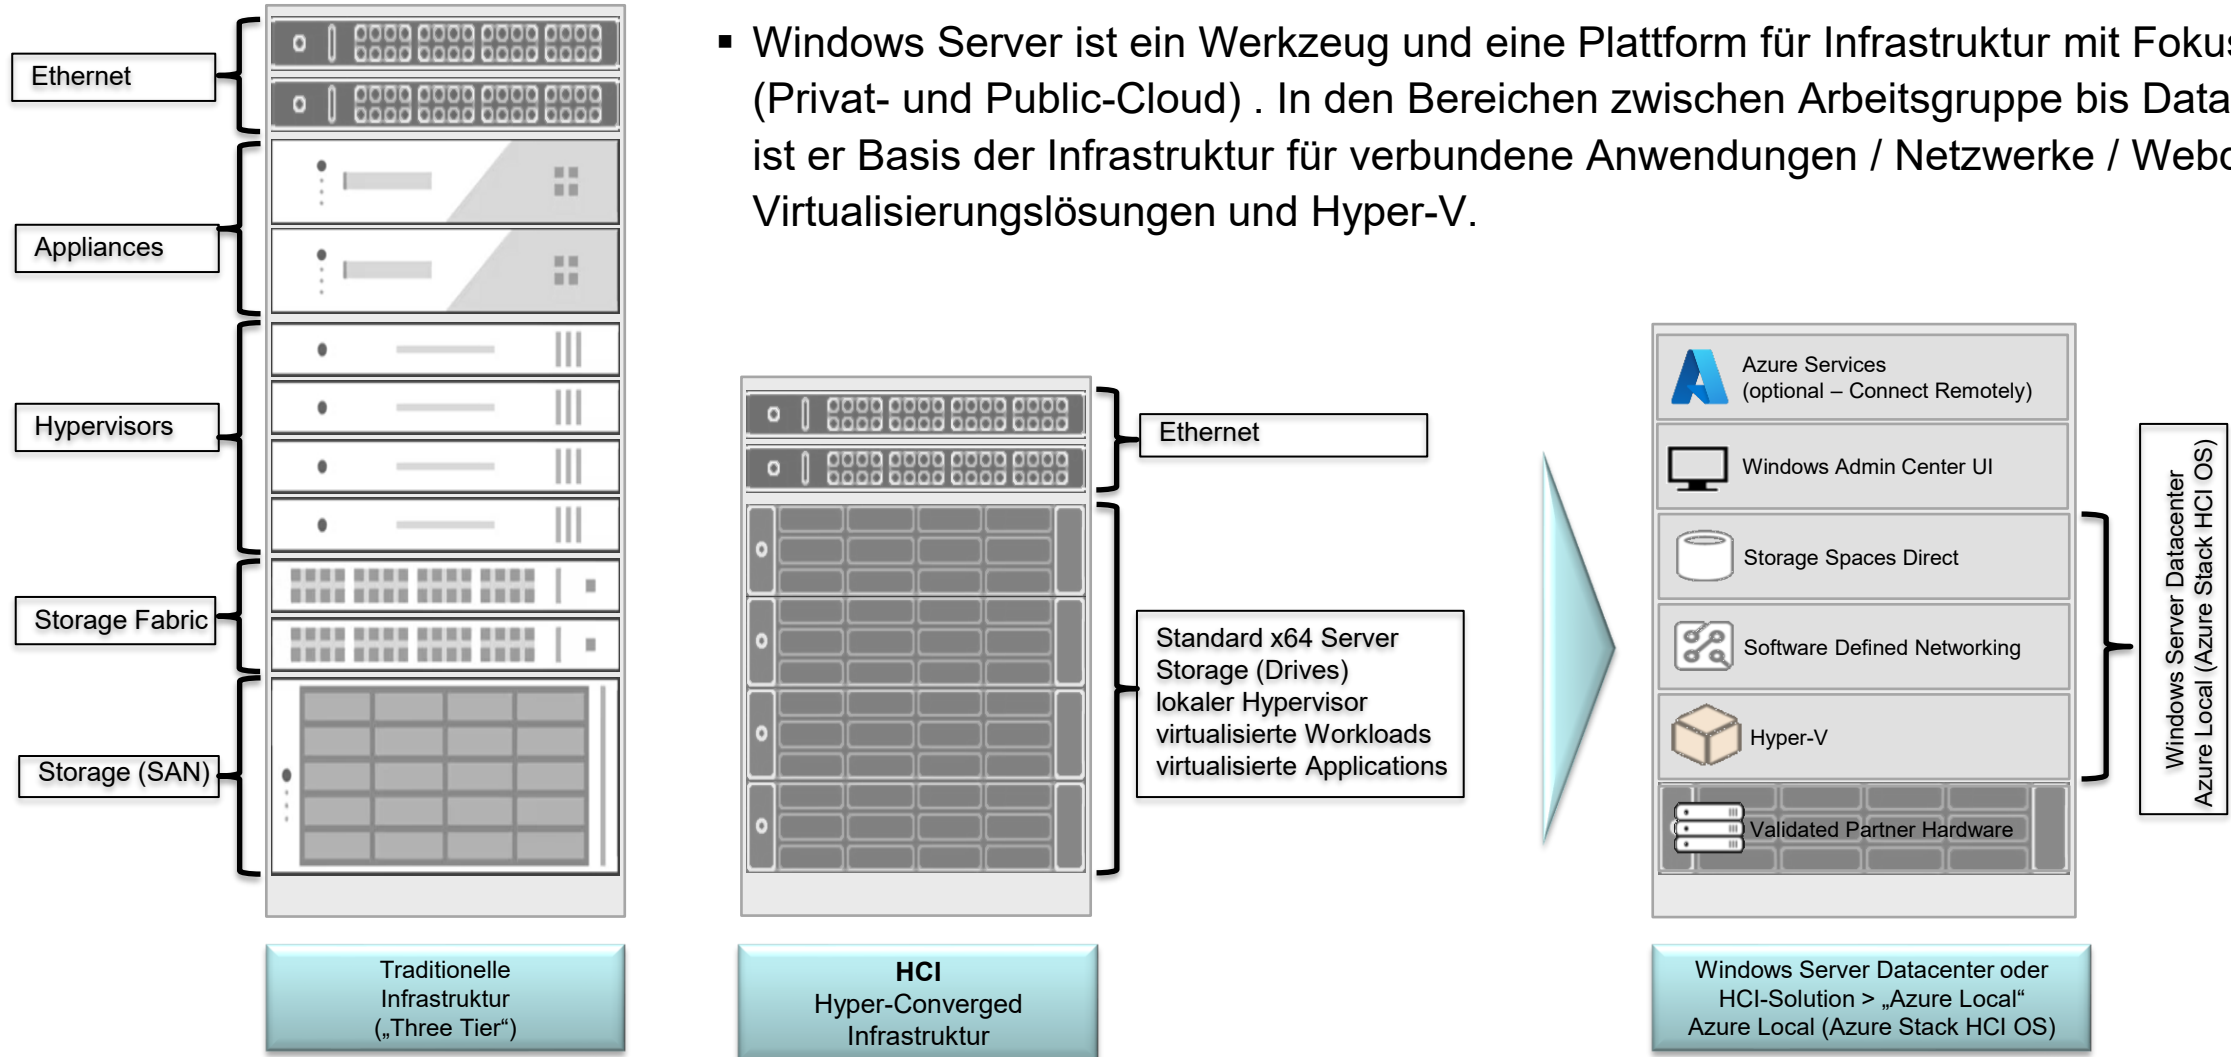 ▪ Windows Server ist ein Werkzeug und eine Plattform für Infrastruktur mit Fokus
(Privat- und Public-Cloud) . In den Bereichen zwischen Arbeitsgruppe bis Data
ist er Basis der Infrastruktur für verbundene Anwendungen / Netzwerke /
Virtualisierungslösungen und Hyper-V.
Ethernet
Appliances
Hypervisors
Storage Fabric
Storage (SAN)
Traditionelle
Infrastruktur
(„Three Tier“)
Ethernet
Standard x64 Server
Storage (Drives)
lokaler Hypervisor
virtualisierte Workloads
virtualisierte Applications
HCI
Hyper-Converged
Infrastruktur
Azure Services
(optional – Connect Remotely)
Windows Admin Center UI
Storage Spaces Direct
Software Defined Networking
Hyper-V
Validated Partner Hardware
Windows Server Datacenter
Azure Local (Azure Stack HCI OS)
Windows Server Datacenter oder
HCI-Solution > „Azure Local“
Azure Local (Azure Stack HCI OS)